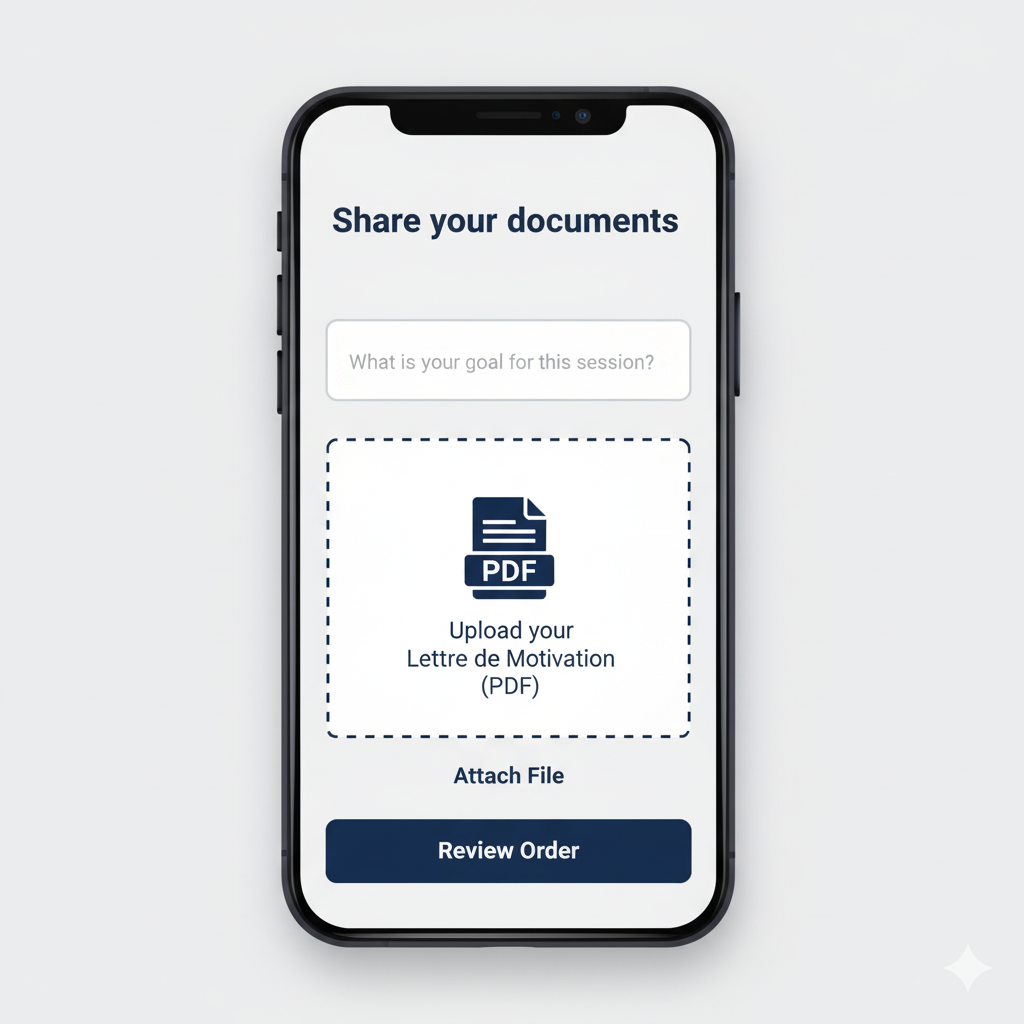 Share your documents
What is your goal for this session?
PDF
Upload your
Lettre de Motivation
(PDF)
Attach File
Review Order